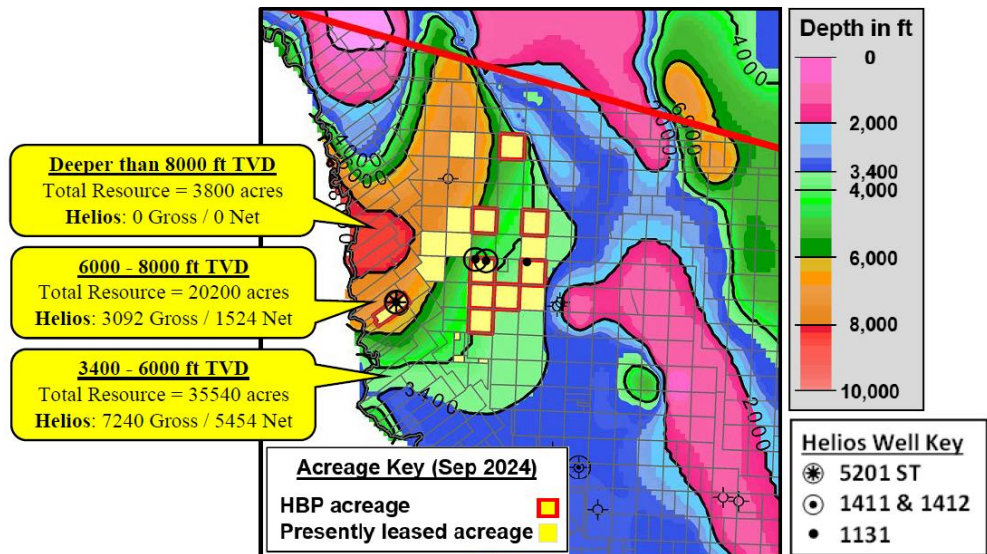 Deeper than 8000 ft TVD
Total Resource = 3800 acres
Helios: 0 Gross / 0 Net
6000 - 8000 ft TVD
Total Resource = 20200 acres
Helios: 3092 Gross / 1524 Net
3400 - 6000 ft TVD
Total Resource = 35540 acres
Helios: 7240 Gross / 5454 Net
4000
4000
6000
3400
2000
Acreage Key (Sep 2024)
HBP acreage
Presently leased acreage
Depth in ft
0
2,000
3,400
4,000
6,000
8,000
10,000
Helios Well Key
5201 ST
1411 & 1412
1131